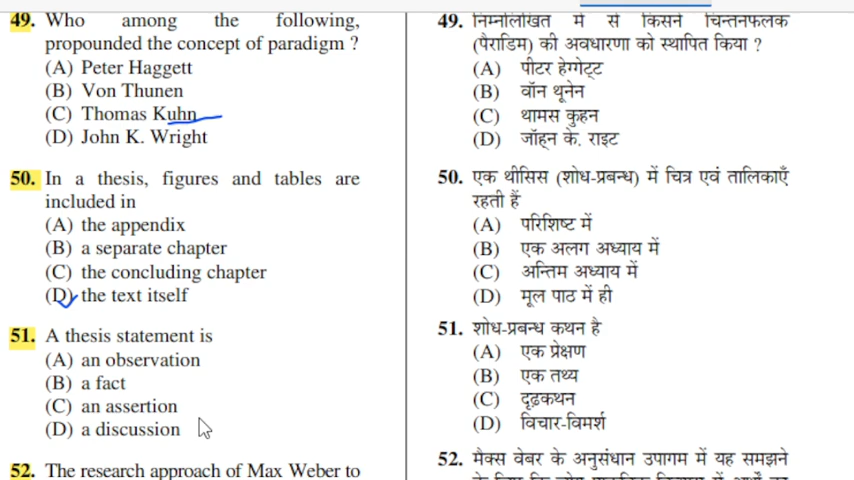 49. Who among the following,
propounded the concept of paradigm ?
(A) Peter Haggett
(B) Von Thunen
(C) Thomas Kuhn
(D) John K. Wright
50. In a thesis, figures and tables are
included in
(A) the appendix
(B) a separate chapter
(C) the concluding chapter
(D) the text itself
51. A thesis statement is
(A) an observation
(B) a fact
(C) an assertion
(D) a discussion
52. The research approach of Max Weber to
49. निम्नलिखित में से किसने चिन्तनफलक
(पैराडिम) की अवधारणा को स्थापित किया ?
(A) पीटर हेग्गेट्ट
(B) वॉन थूनेन
(C) थामस कुहन
(D) जॉह्न के. राइट
50. एक थीसिस (शोध-प्रबन्ध) में चित्र एवं तालिकाएँ
रहती हैं
(A) परिशिष्ट में
(B) एक अलग अध्याय में
(C) अन्तिम अध्याय में
(D) मूल पाठ में ही
51. शोध-प्रबन्ध कथन है
(A) एक प्रेक्षण
(B) एक तथ्य
(C) दृढ़कथन
(D) विचार-विमर्श
52. मैक्स वेबर के अनुसंधान उपागम में यह समझने